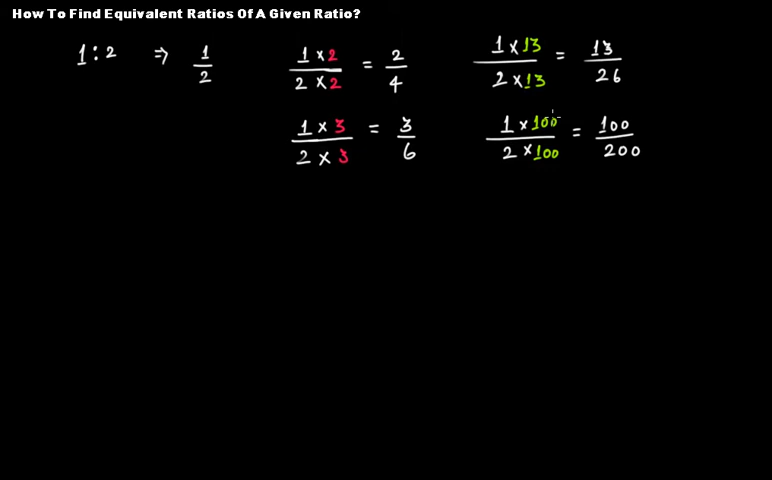 How To Find Equivalent Ratios Of A Given Ratio?
1 : 2 ⇒ 1/2
1 × 2 / 2 × 2 = 2/4
1 × 3 / 2 × 3 = 3/6
1 × 13 / 2 × 13 = 13/26
1 × 100 / 2 × 100 = 100/200